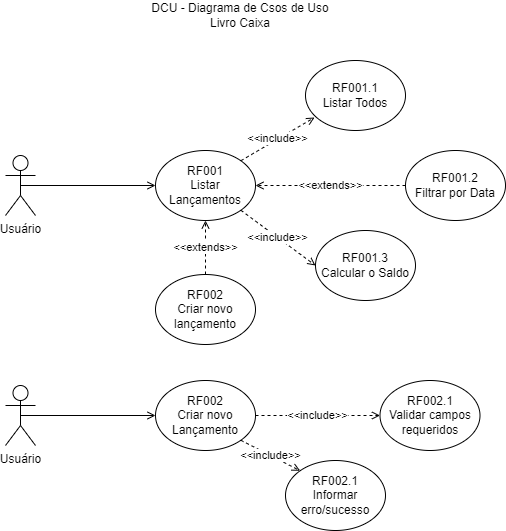 DCU - Diagrama de Csos de Uso
Livro Caixa
RF001.1
Listar Todos
<<include>>
RF001
Listar
Lançamentos
<<extends>>
RF001.2
Filtrar por Data
Usuário
<<include>>
<<extends>>
RF001.3
Calcular o Saldo
RF002
Criar novo
lançamento
RF002
Criar novo
Lançamento
<<include>>
RF002.1
Validar campos
requeridos
Usuário
<<include>>
RF002.1
Informar
erro/sucesso